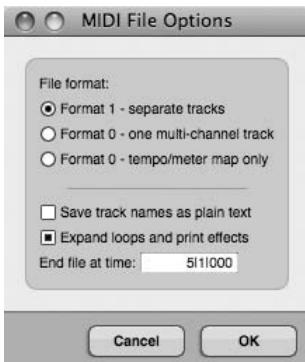 MIDI File Options
File format:
Format 1 - separate tracks
Format 0 - one multi-channel track
Format 0 - tempo/meter map only
Save track names as plain text
Expand loops and print effects
End file at time: 5|1|000
Cancel OK